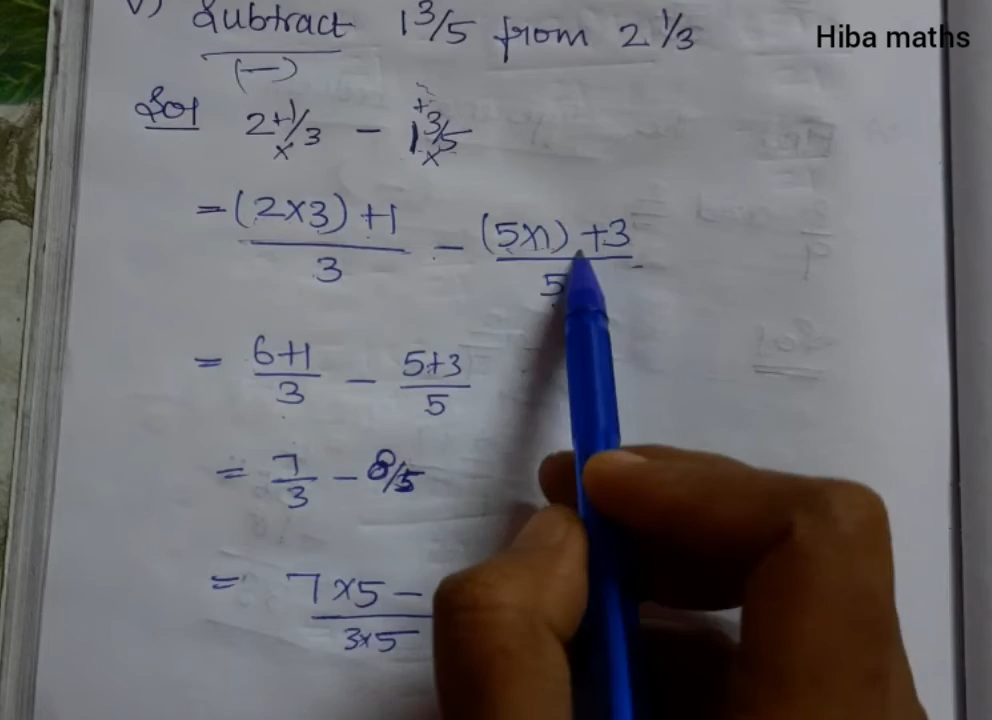 v) Subtract 1 3/5 from 2 1/3
Hiba maths
(-)
Sol 2 + 1/3 - 1 + 3/5
x x
= (2×3) +1 / 3 - (5×1) +3 / 5
= 6+1 / 3 - 5+3 / 5
= 7/3 - 8/5
= 7×5 - / 3×5